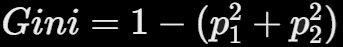 Gini = 1 − (p₁² + p₂²)